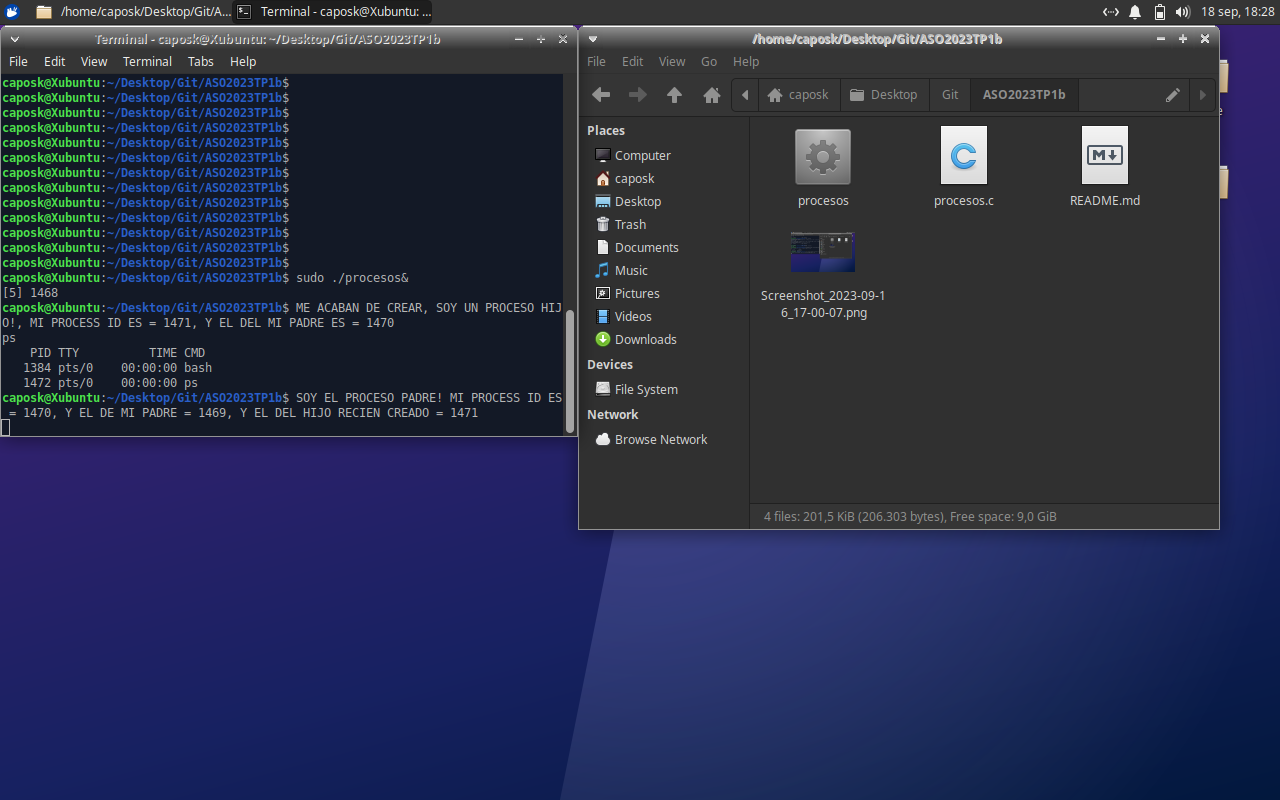 /home/caposk/Desktop/Git/A...
Terminal - caposk@Xubuntu: ...
18 sep, 18:28
Terminal - caposk@Xubuntu: ~/Desktop/Git/ASO2023TP1b
File Edit View Terminal Tabs Help
caposk@Xubuntu:~/Desktop/Git/ASO2023TP1b$
caposk@Xubuntu:~/Desktop/Git/ASO2023TP1b$
caposk@Xubuntu:~/Desktop/Git/ASO2023TP1b$
caposk@Xubuntu:~/Desktop/Git/ASO2023TP1b$
caposk@Xubuntu:~/Desktop/Git/ASO2023TP1b$
caposk@Xubuntu:~/Desktop/Git/ASO2023TP1b$
caposk@Xubuntu:~/Desktop/Git/ASO2023TP1b$
caposk@Xubuntu:~/Desktop/Git/ASO2023TP1b$
caposk@Xubuntu:~/Desktop/Git/ASO2023TP1b$
caposk@Xubuntu:~/Desktop/Git/ASO2023TP1b$
caposk@Xubuntu:~/Desktop/Git/ASO2023TP1b$
caposk@Xubuntu:~/Desktop/Git/ASO2023TP1b$
caposk@Xubuntu:~/Desktop/Git/ASO2023TP1b$
caposk@Xubuntu:~/Desktop/Git/ASO2023TP1b$ sudo ./procesos&
[5] 1468
caposk@Xubuntu:~/Desktop/Git/ASO2023TP1b$ ME ACABAN DE CREAR, SOY UN PROCESO HIJ
O!, MI PROCESS ID ES = 1471, Y EL DEL MI PADRE ES = 1470
ps
PID TTY TIME CMD
1384 pts/0 00:00:00 bash
1472 pts/0 00:00:00 ps
caposk@Xubuntu:~/Desktop/Git/ASO2023TP1b$ SOY EL PROCESO PADRE! MI PROCESS ID ES
= 1470, Y EL DE MI PADRE = 1469, Y EL DEL HIJO RECIEN CREADO = 1471
/home/caposk/Desktop/Git/ASO2023TP1b
File Edit View Go Help
caposk Desktop Git ASO2023TP1b
Places
Computer
caposk
Desktop
Trash
Documents
Music
Pictures
Videos
Downloads
Devices
File System
Network
Browse Network
procesos
procesos.c
README.md
Screenshot_2023-09-1
6_17-00-07.png
4 files: 201,5 KiB (206.303 bytes), Free space: 9,0 GiB